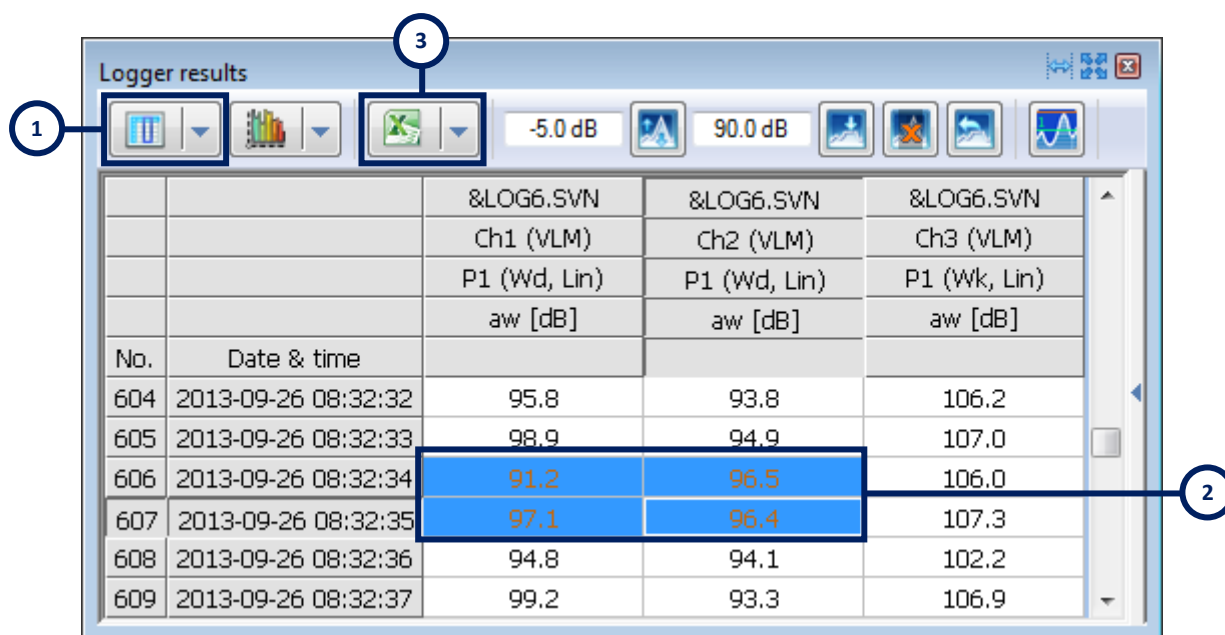 3
Logger results
1
-5.0 dB 90.0 dB
&LOG6.SVN &LOG6.SVN &LOG6.SVN
Ch1 (VLM) Ch2 (VLM) Ch3 (VLM)
P1 (Wd, Lin) P1 (Wd, Lin) P1 (Wk, Lin)
aw [dB] aw [dB] aw [dB]
No. Date & time
604 2013-09-26 08:32:32 95.8 93.8 106.2
605 2013-09-26 08:32:33 98.9 94.9 107.0
606 2013-09-26 08:32:34 91.2 96.5 106.0
2
607 2013-09-26 08:32:35 97.1 96.4 107.3
608 2013-09-26 08:32:36 94.8 94.1 102.2
609 2013-09-26 08:32:37 99.2 93.3 106.9